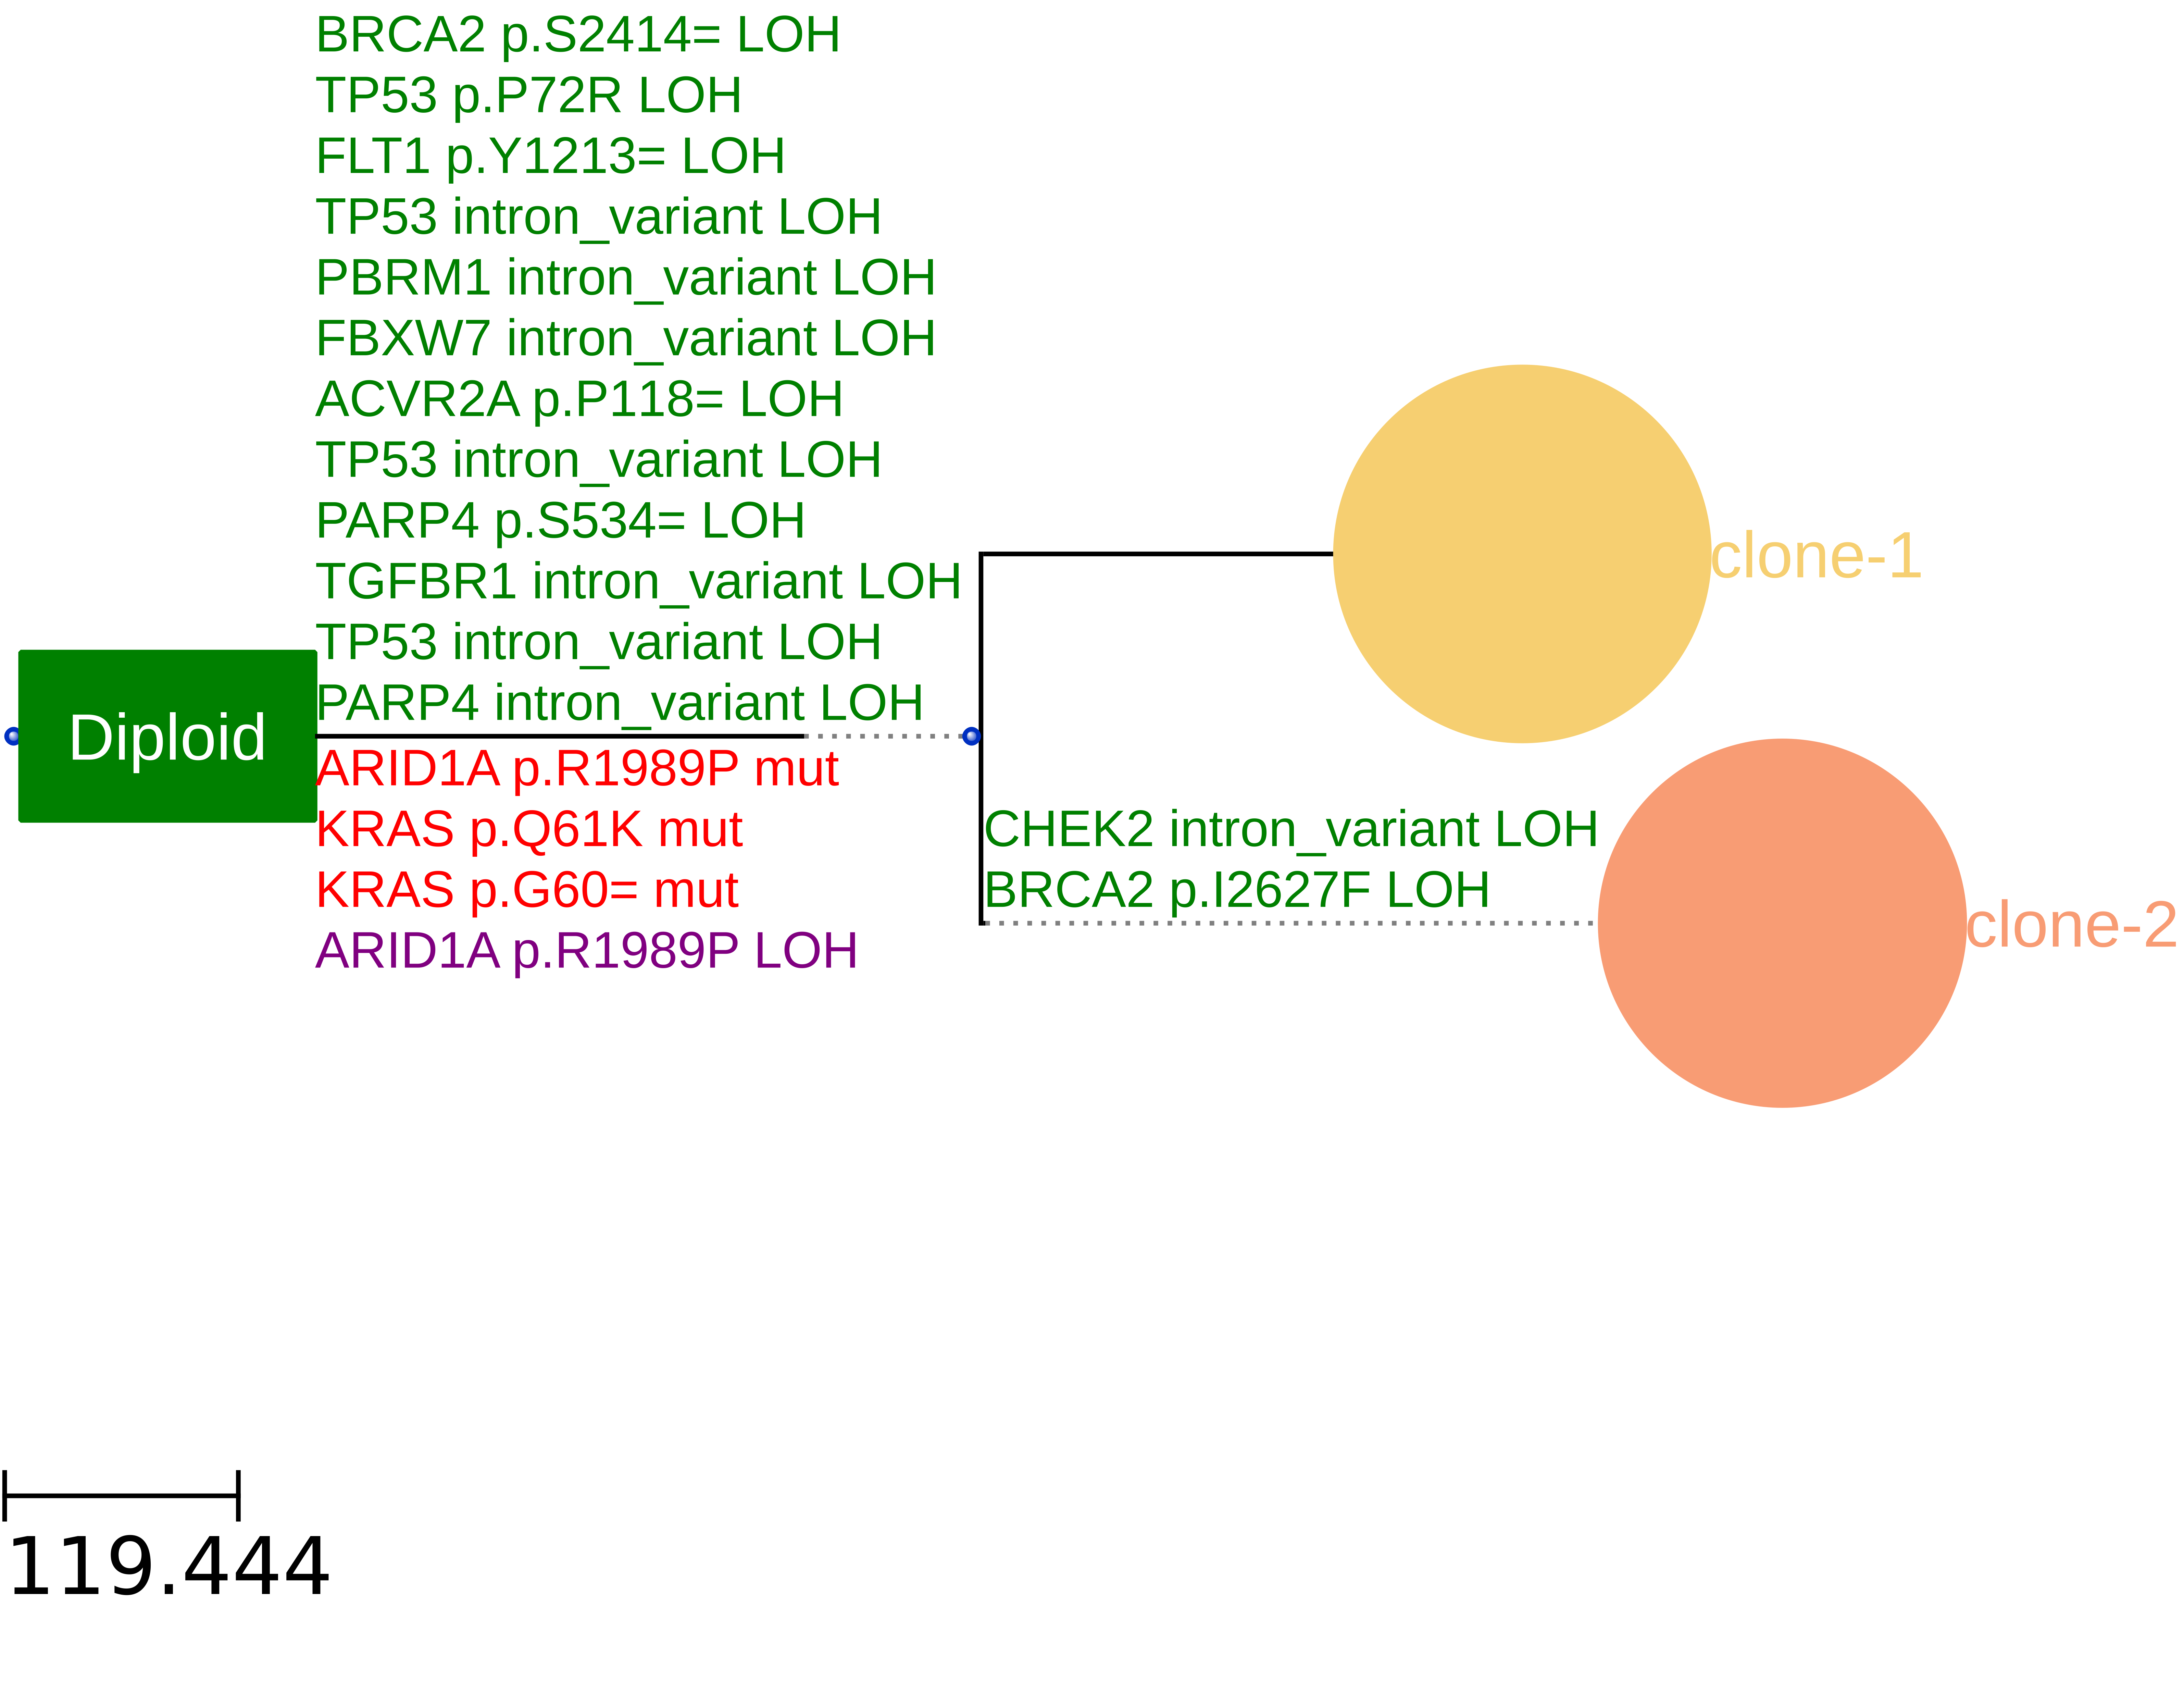 BRCA2 p.S2414= LOH
TP53 p.P72R LOH
FLT1 p.Y1213= LOH
TP53 intron_variant LOH
PBRM1 intron_variant LOH
FBXW7 intron_variant LOH
ACVR2A p.P118= LOH
TP53 intron_variant LOH
PARP4 p.S534= LOH
TGFBR1 intron_variant LOH
TP53 intron_variant LOH
PARP4 intron_variant LOH
Diploid
ARID1A p.R1989P mut
KRAS p.Q61K mut
KRAS p.G60= mut
ARID1A p.R1989P LOH
clone-1
CHEK2 intron_variant LOH
BRCA2 p.I2627F LOH
clone-2
119.444